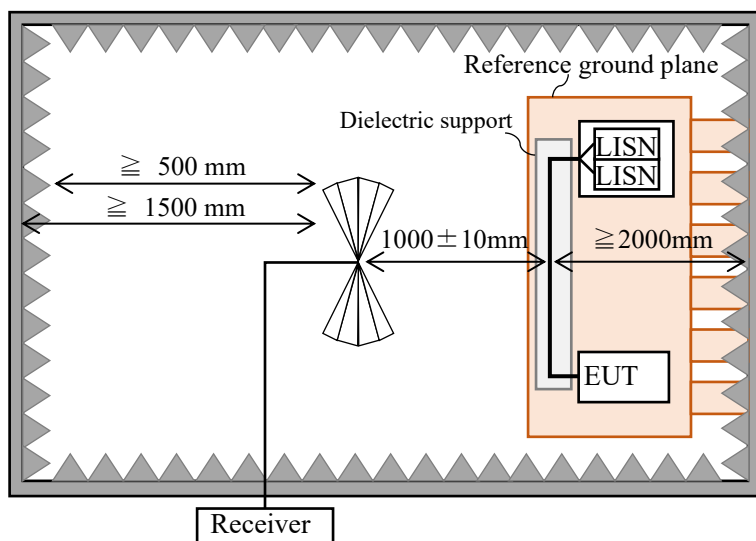 Reference ground plane
Dielectric support
LISN
LISN
≧ 500 mm
≧ 1500 mm
1000±10mm
≧2000mm
EUT
Receiver